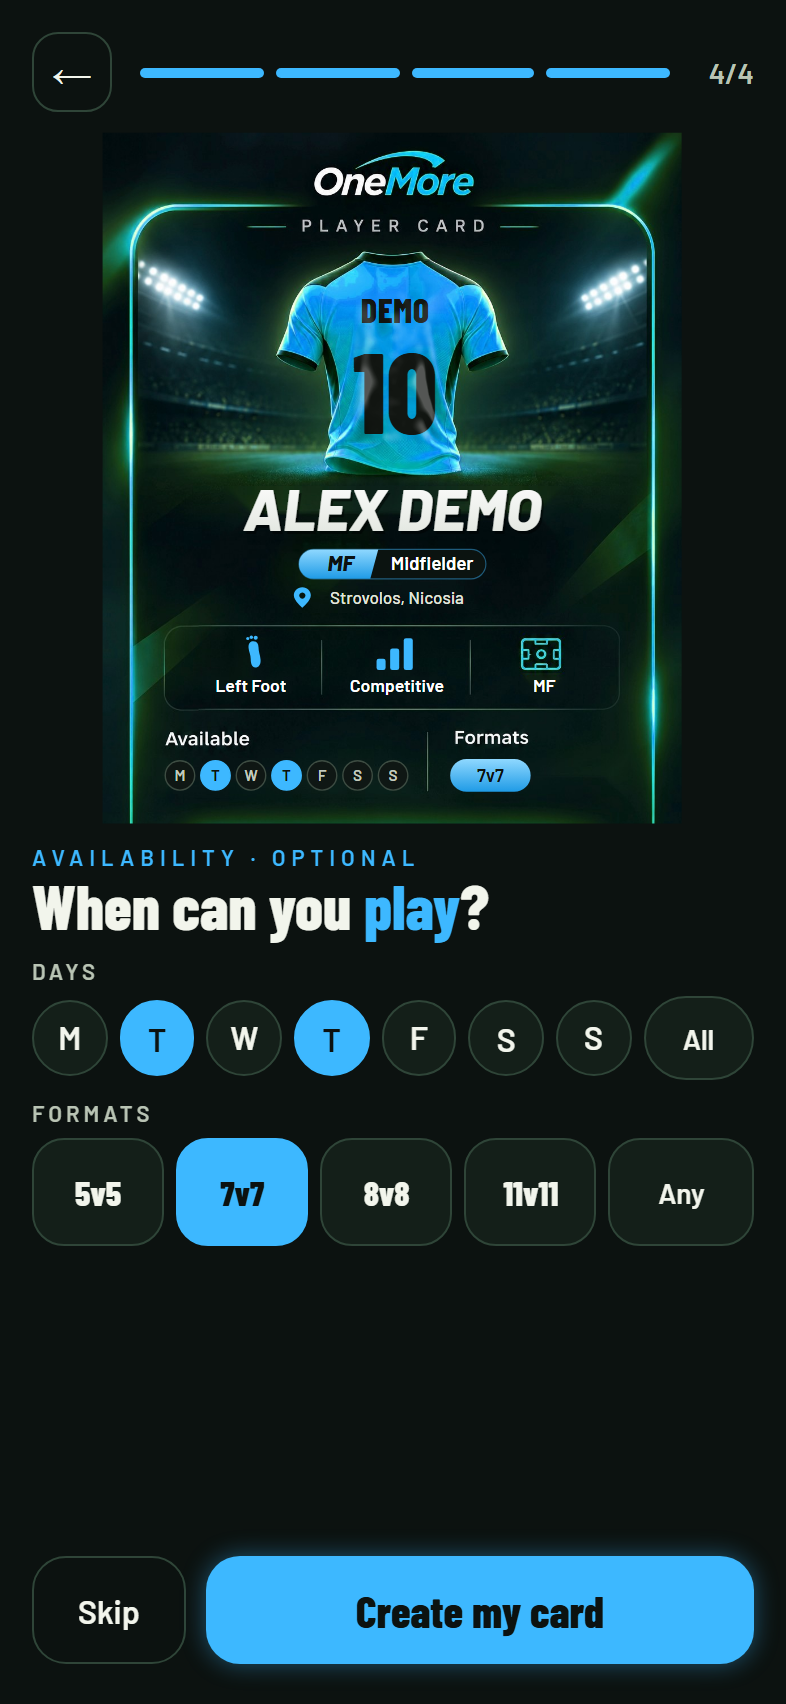 ←
4/4
OneMore
PLAYER CARD
DEMO
10
ALEX DEMO
MF Midfielder
Strovolos, Nicosia
Left Foot Competitive MF
Available Formats
M T W T F S S 7v7
AVAILABILITY · OPTIONAL
When can you play?
DAYS
M T W T F S S All
FORMATS
5v5 7v7 8v8 11v11 Any
Skip Create my card